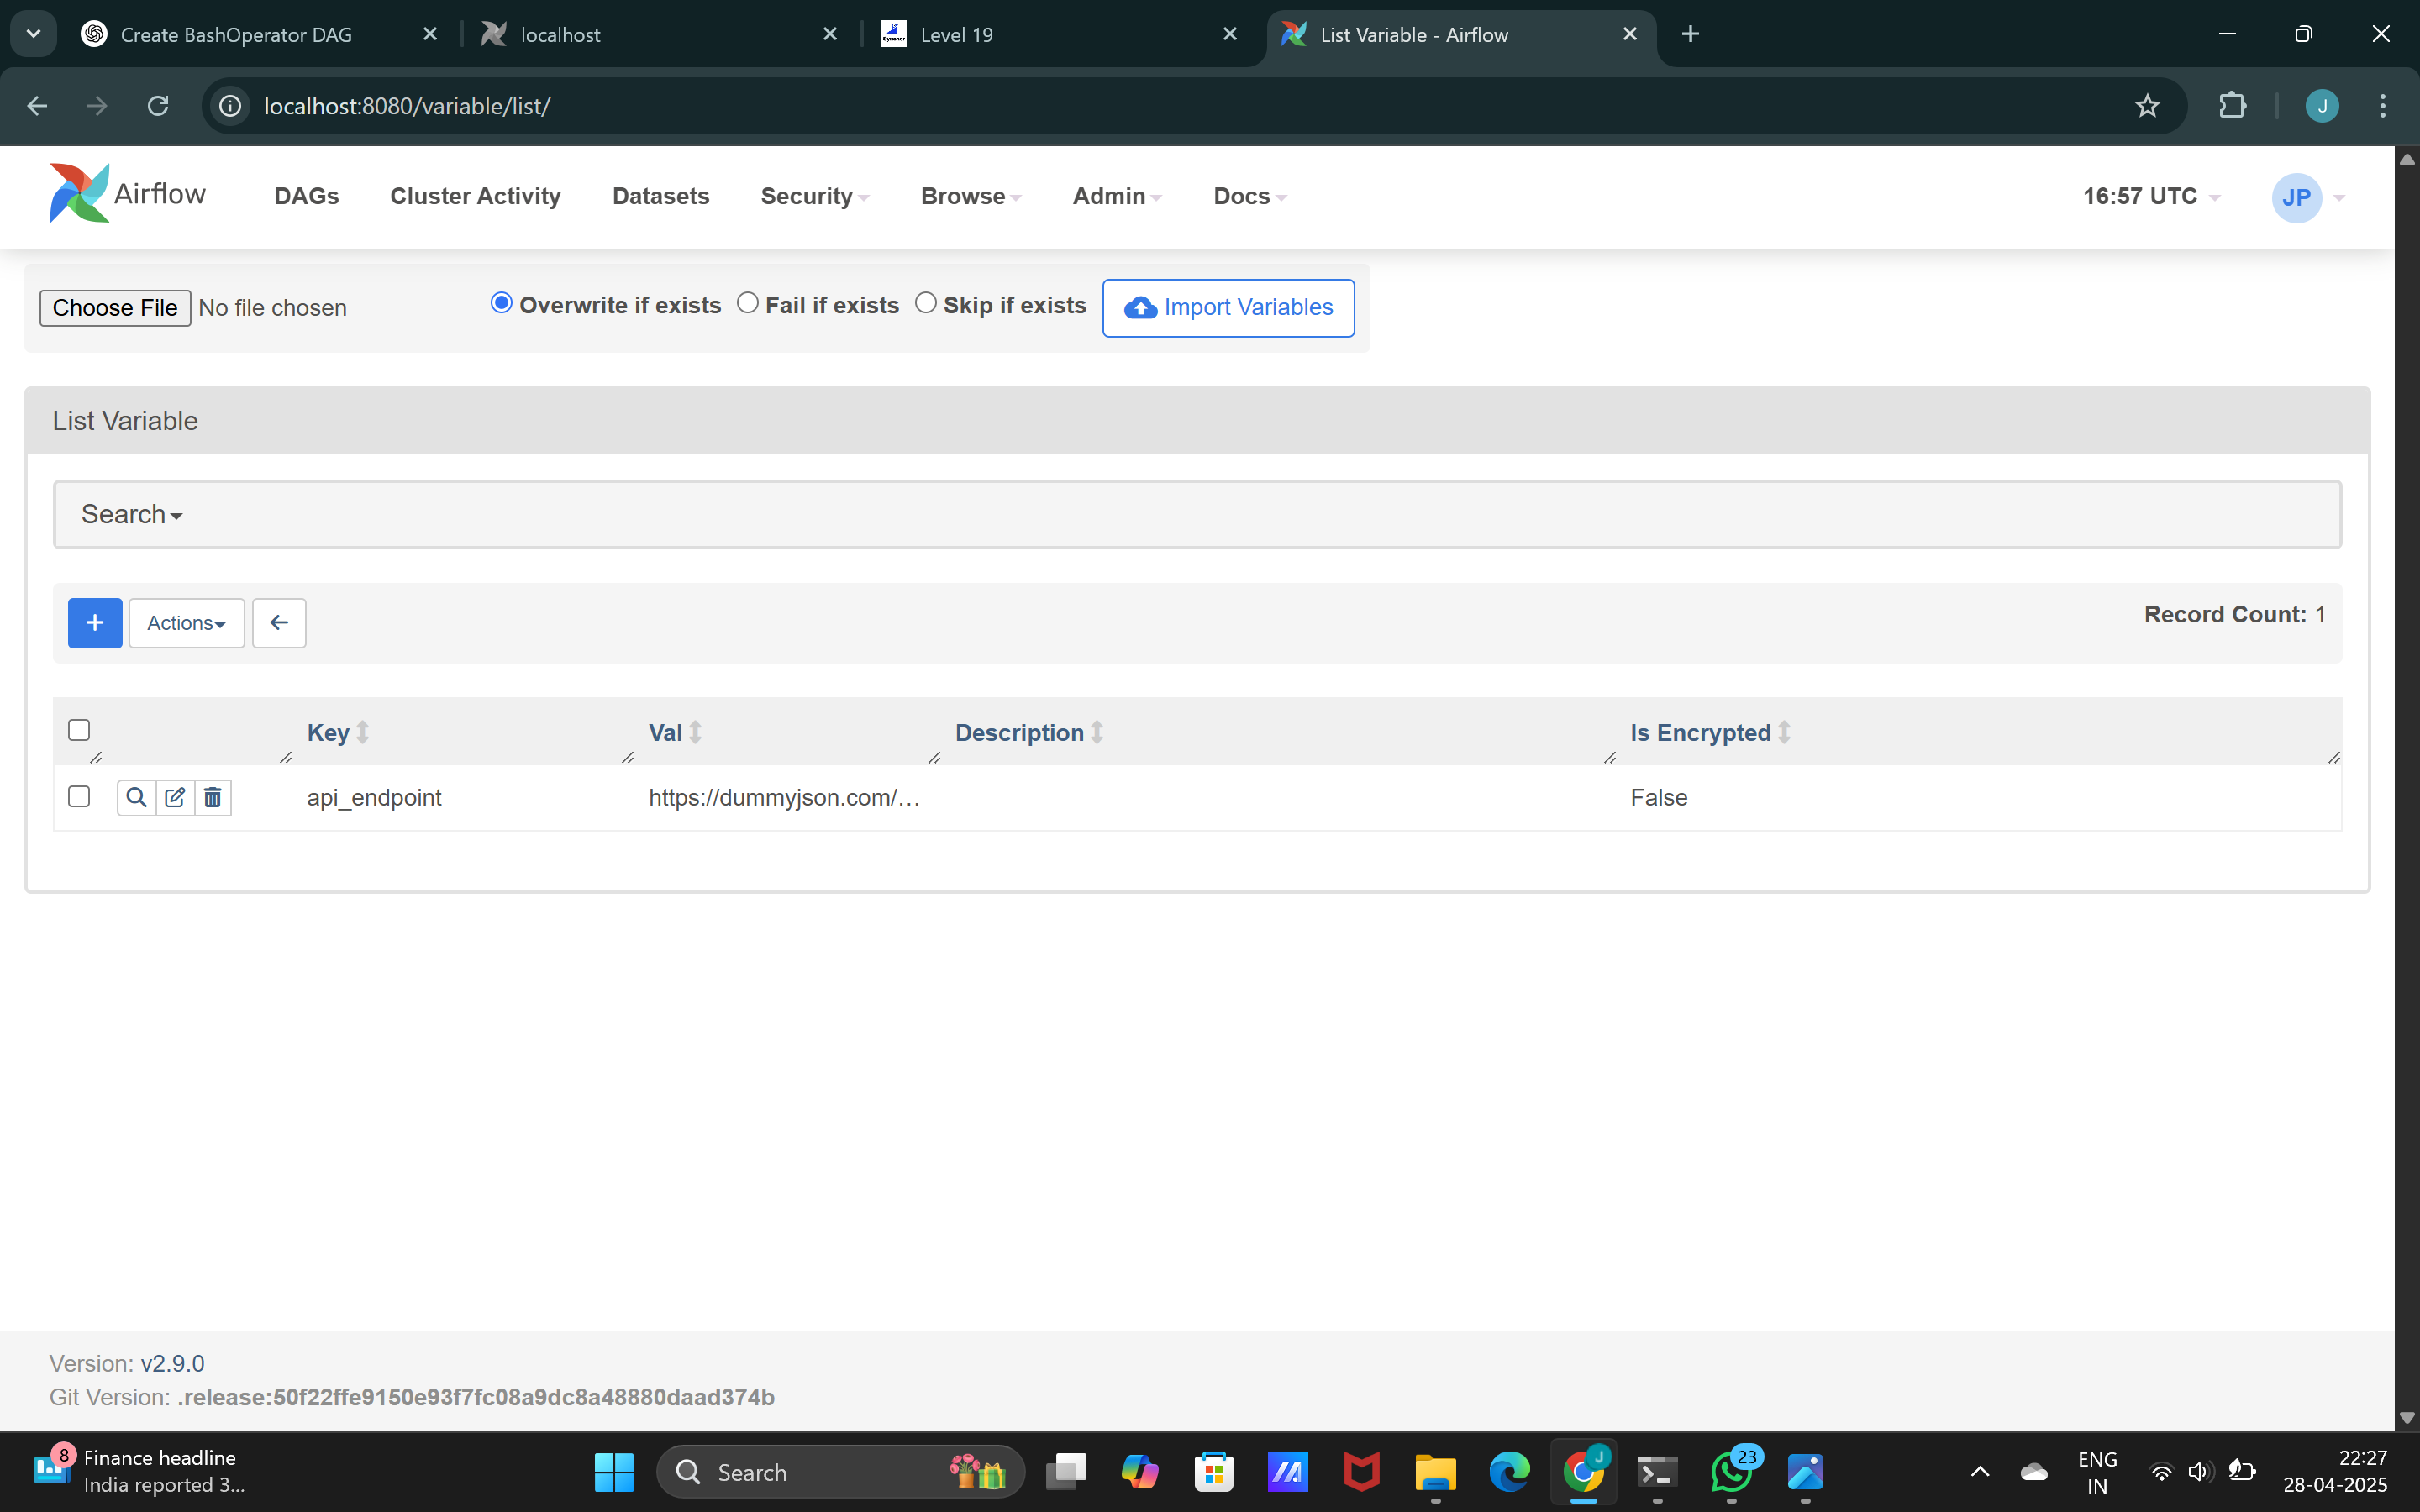 Create BashOperator DAG
localhost
Level 19
List Variable - Airflow
localhost:8080/variable/list/
J
Airflow
DAGs
Cluster Activity
Datasets
Security
Browse
Admin
Docs
16:57 UTC
JP
Choose File No file chosen
Overwrite if exists
Fail if exists
Skip if exists
Import Variables
List Variable
Search
+
Actions
Record Count: 1
Key
Val
Description
Is Encrypted
api_endpoint
https://dummyjson.com/…
False
Version: v2.9.0
Git Version: .release:50f22ffe9150e93f7fc08a9dc8a48880daad374b
8
Finance headline
India reported 3...
Search
J
23
ENG
IN
22:27
28-04-2025